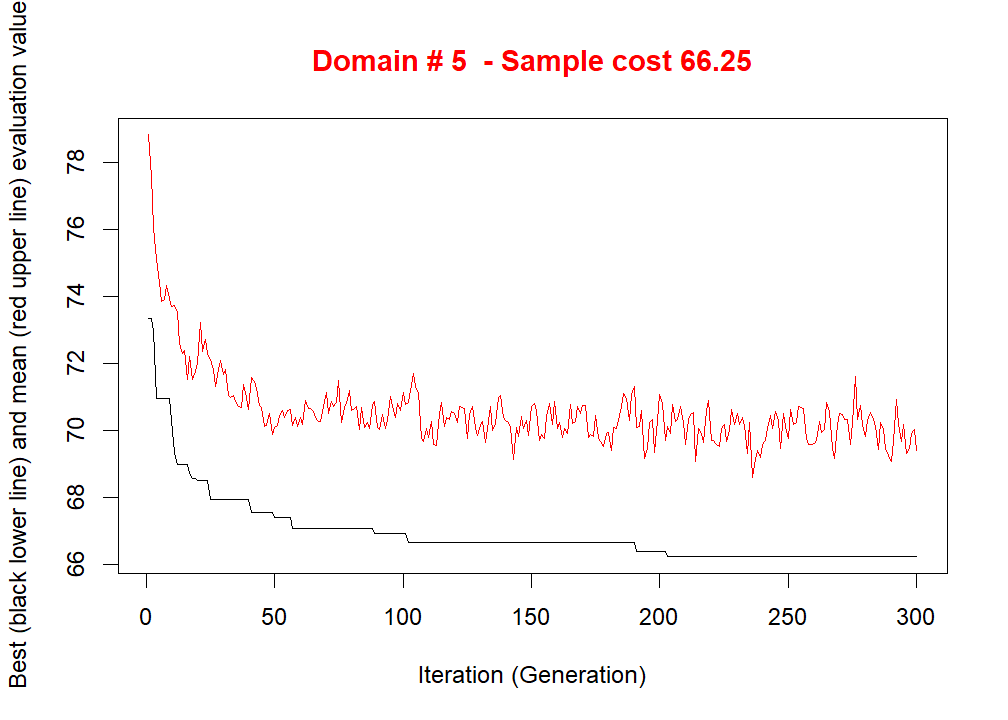 Domain # 5  - Sample cost 66.25
Best (black lower line) and mean (red upper line) evaluation value
78
76
74
72
70
68
66
0 50 100 150 200 250 300
Iteration (Generation)